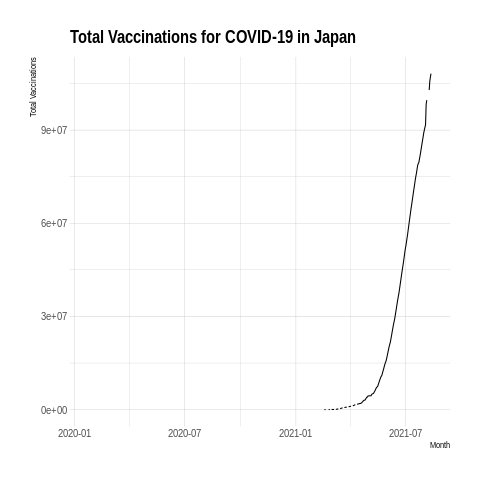 Total Vaccinations for COVID-19 in Japan
Total Vaccinations
9e+07
6e+07
3e+07
0e+00
2020-01 2020-07 2021-01 2021-07
Month